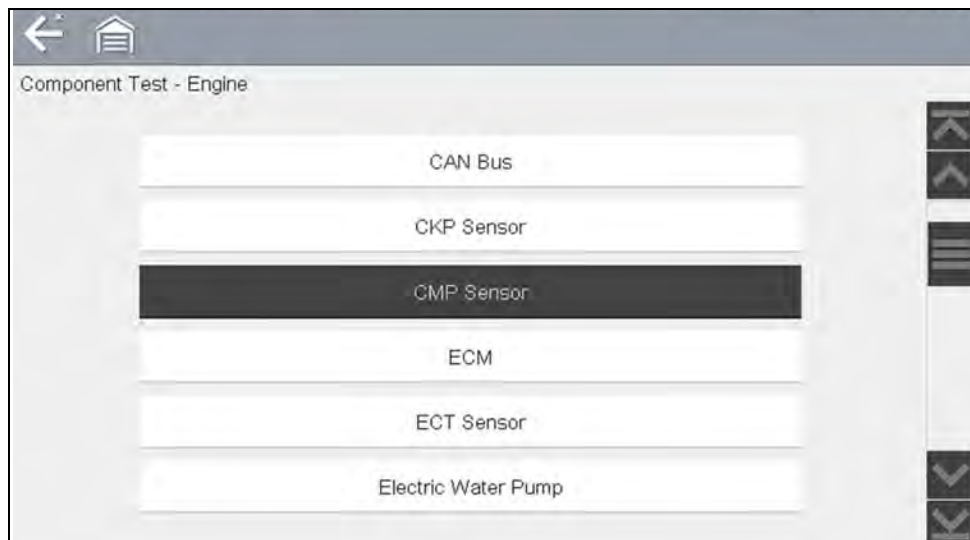 Component Test - Engine
CAN Bus
CKP Sensor
CMP Sensor
ECM
ECT Sensor
Electric Water Pump